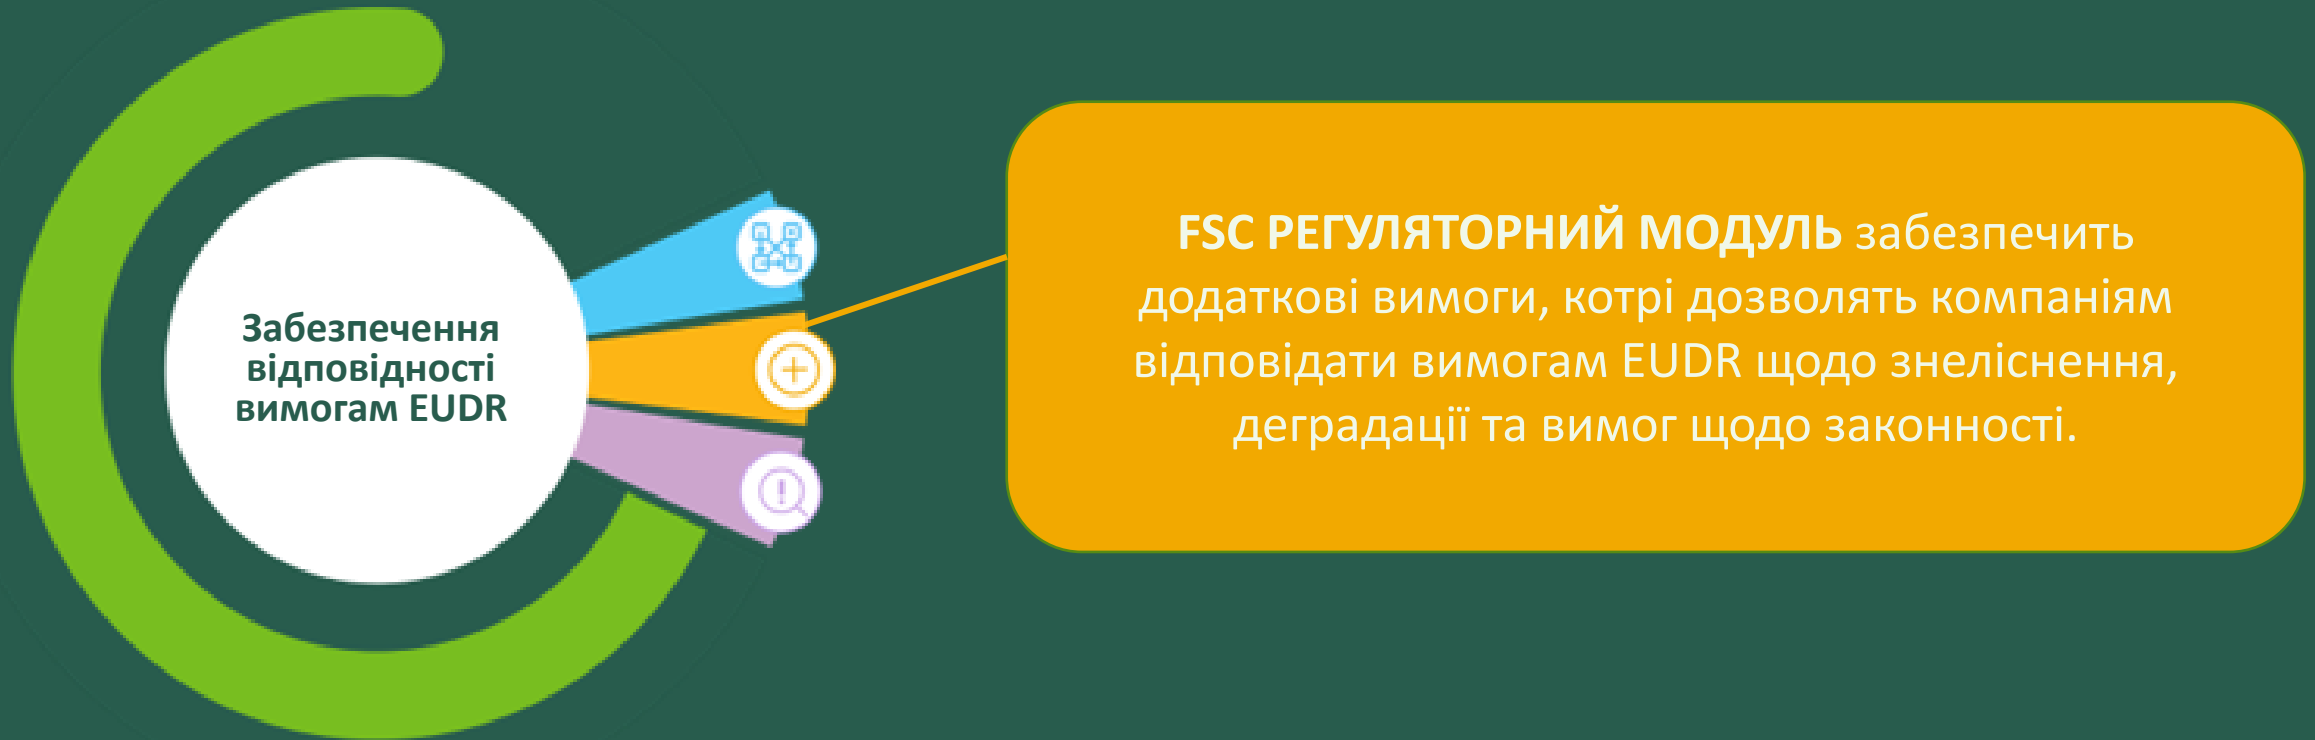 Забезпечення
відповідності
вимогам EUDR
FSC РЕГУЛЯТОРНИЙ МОДУЛЬ забезпечить
додаткові вимоги, котрі дозволять компаніям
відповідати вимогам EUDR щодо знеліснення,
деградації та вимог щодо законності.